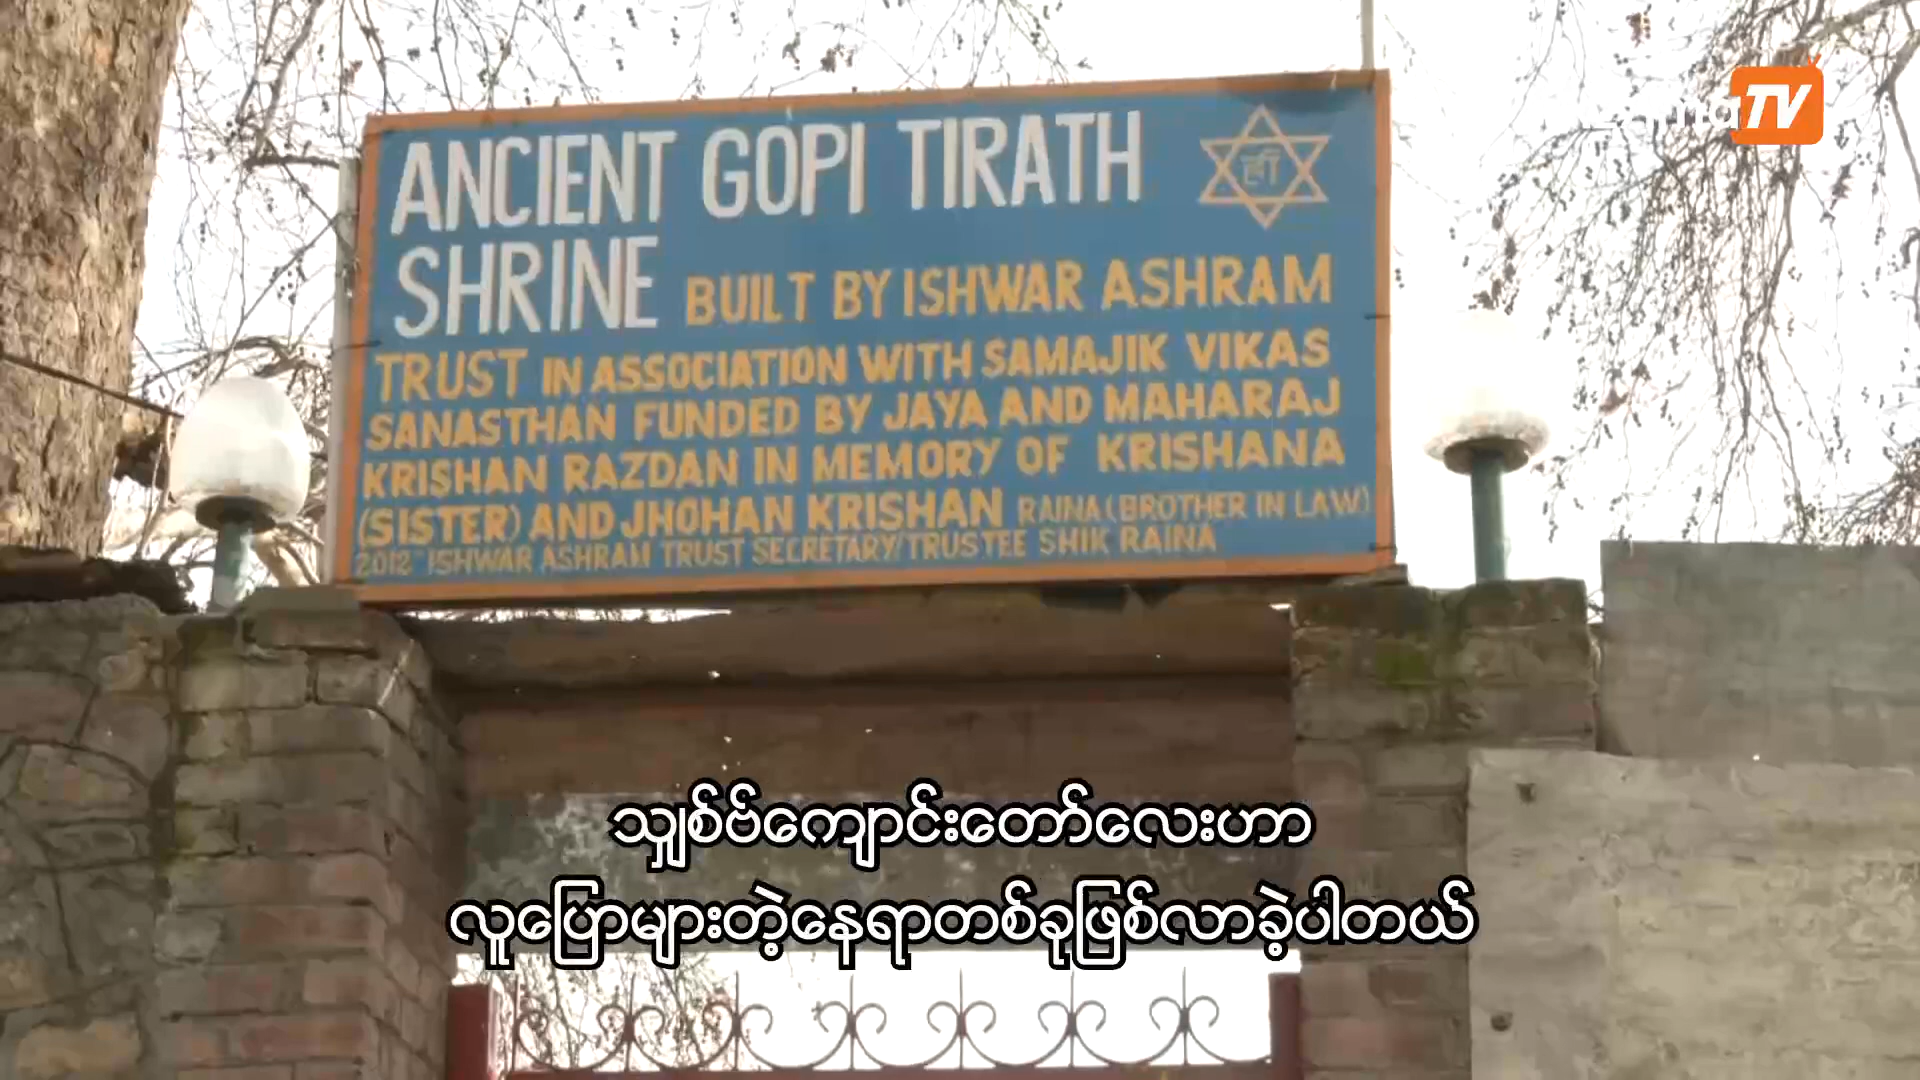 ANCIENT GOPI TIRATH
SHRINE BUILT BY ISHWAR ASHRAM
TRUST IN ASSOCIATION WITH SAMAJIK VIKAS
SANASTHAN FUNDED BY JAYA AND MAHARAJ
KRISHAN RAZDAN IN MEMORY OF KRISHANA
(SISTER) AND JHOHAN KRISHAN RAINA (BROTHER IN LAW)
2012 ISHWAR ASHRAM TRUST SECRETARY/TRUSTEE SHIK RAINA
TV
သျှစ်ဗ်ကျောင်းတော်လေးဟာ
လူပြောများတဲ့နေရာတစ်ခုဖြစ်လာခဲ့ပါတယ်